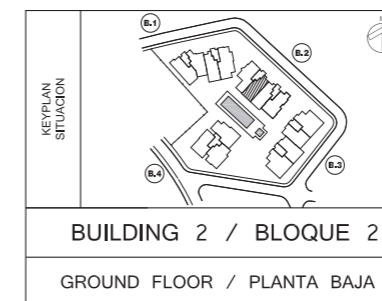 KEYPLAN
SITUACION
B.1
B.2
B.3
B.4
BUILDING 2 / BLOQUE 2
GROUND FLOOR / PLANTA BAJA